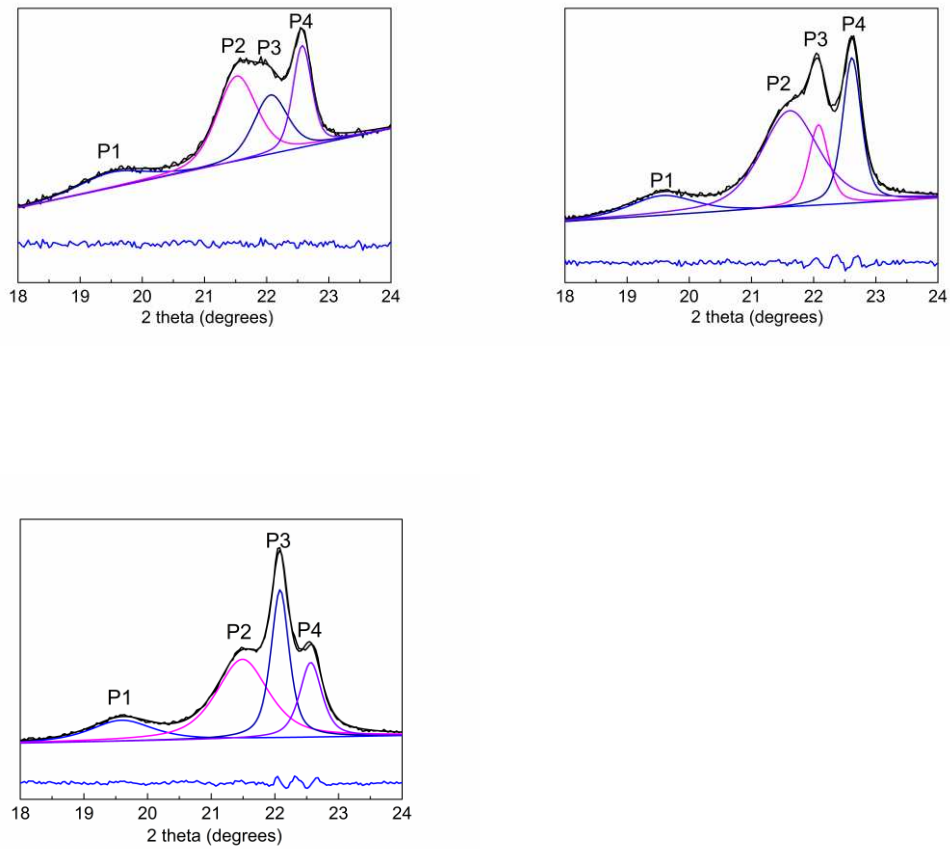 P4
P2 P3
P1
18 19 20 21 22 23 24
2 theta (degrees)
P4
P3
P2
P1
18 19 20 21 22 23 24
2 theta (degrees)
P3
P2 P4
P1
18 19 20 21 22 23 24
2 theta (degrees)